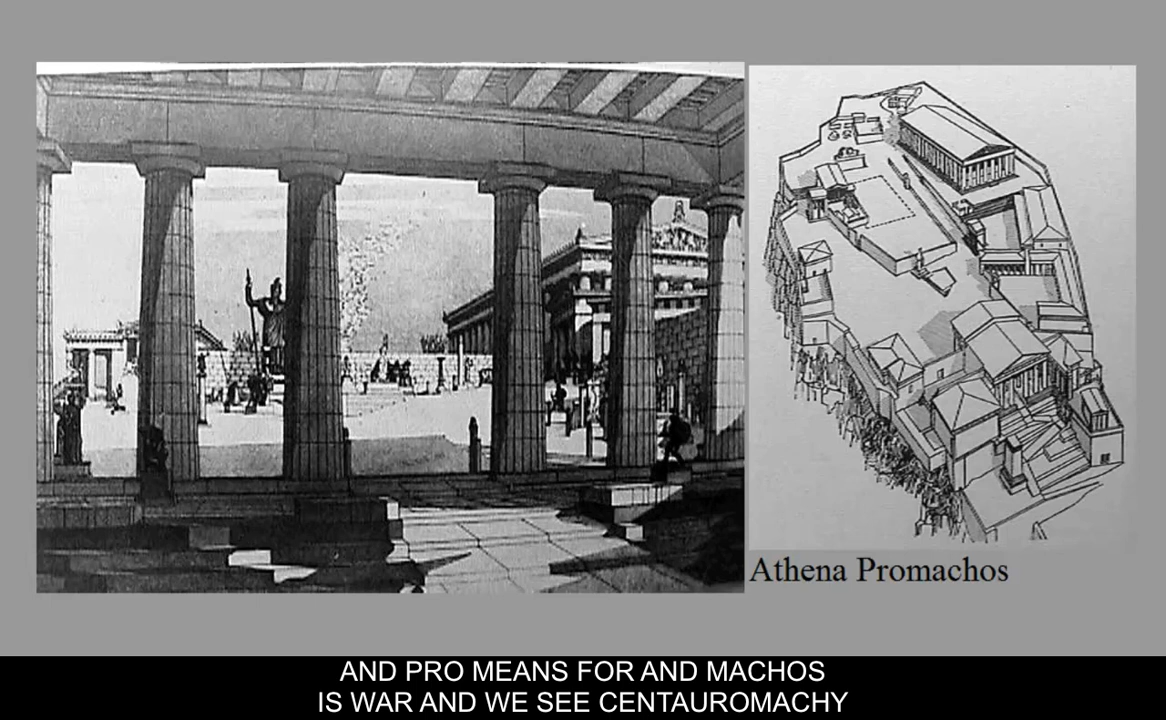 Athena Promachos
AND PRO MEANS FOR AND MACHOS
IS WAR AND WE SEE CENTAUROMACHY